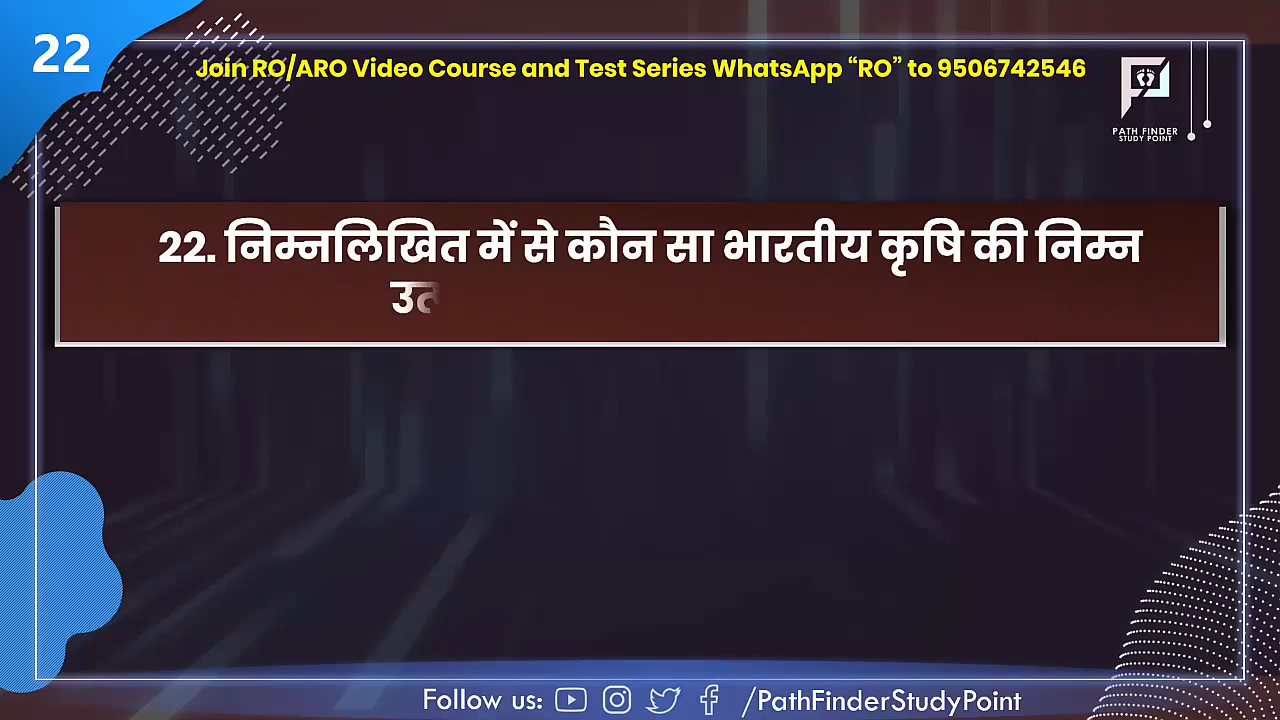 22
Join RO/ARO Video Course and Test Series WhatsApp “RO” to 9506742546
PATH FINDER
STUDY POINT
22. निम्नलिखित में से कौन सा भारतीय कृषि की निम्न
Follow us: /PathFinderStudyPoint